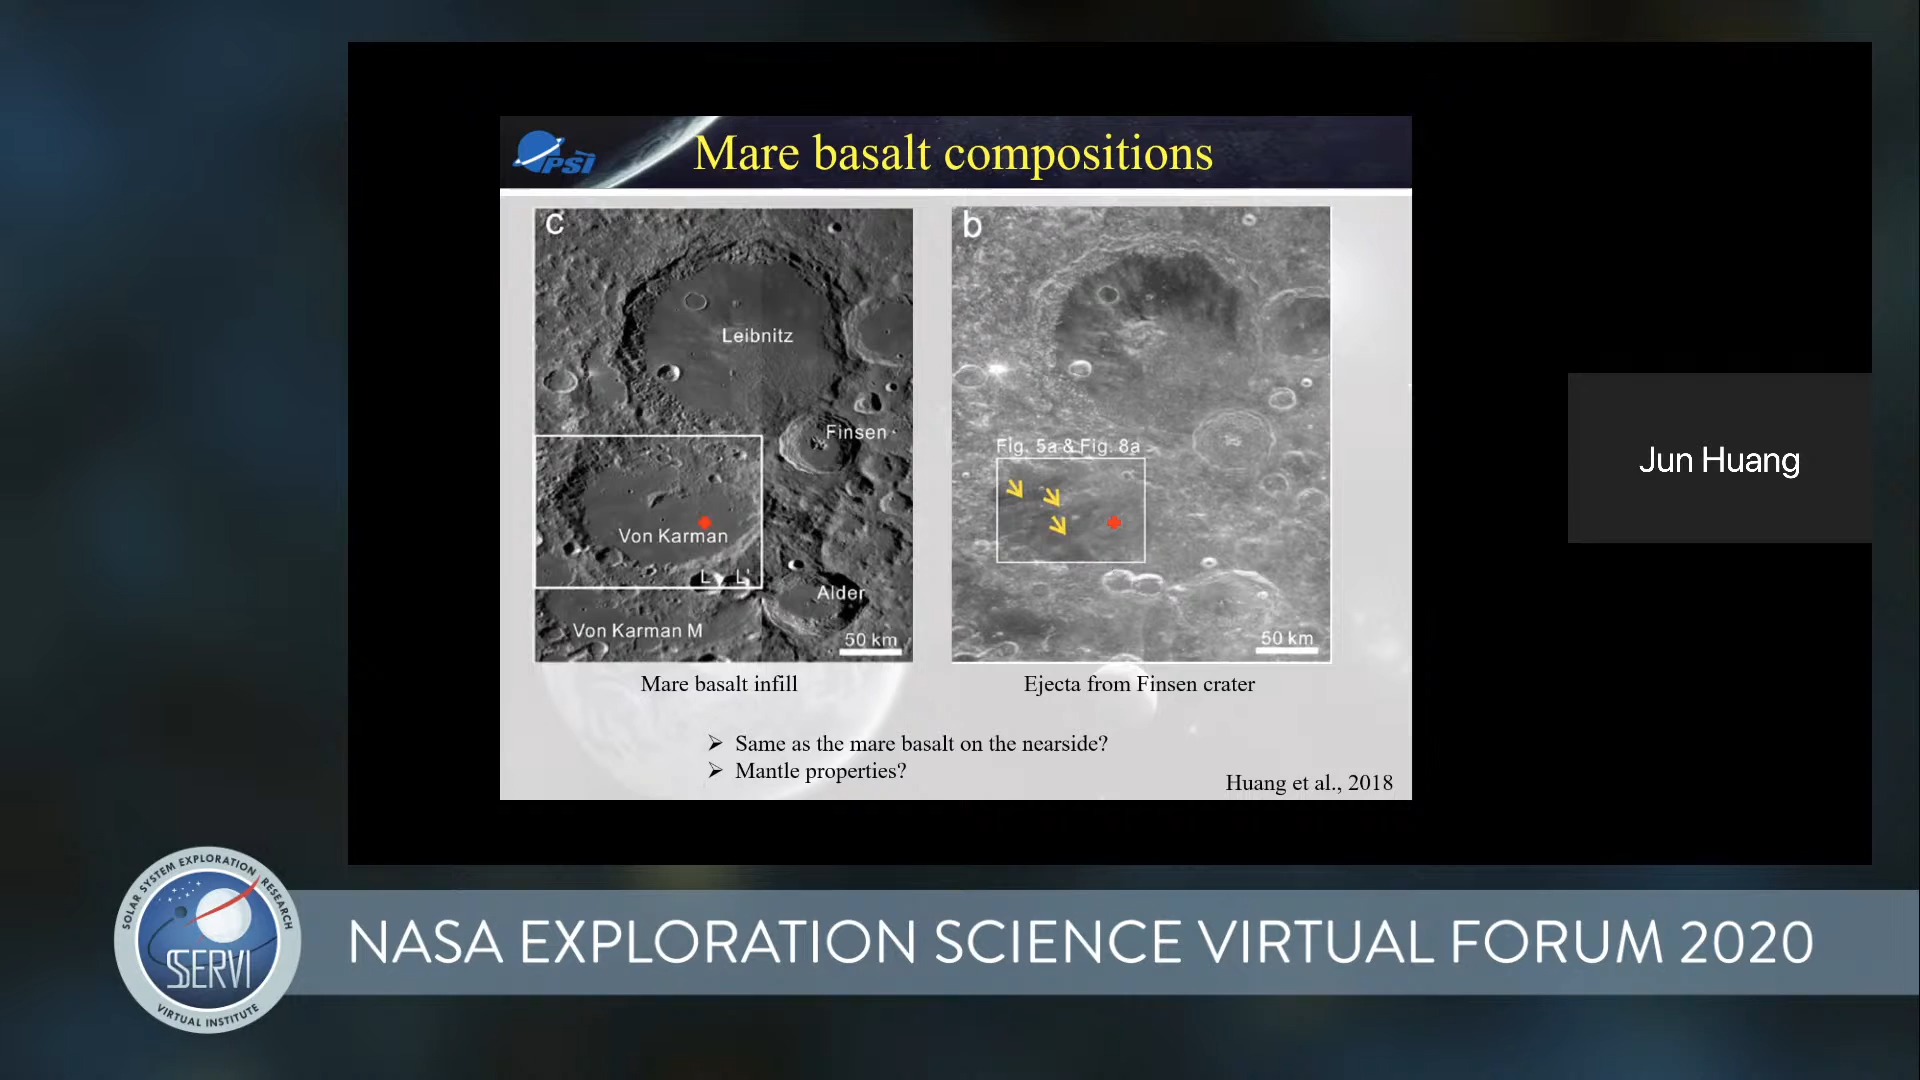 PSI
Mare basalt compositions
c
Leibnitz
Finsen
Von Karman
L
L'
Alder
Von Karman M
50 km
b
Fig. 5a & Fig. 8a
50 km
Mare basalt infill
Ejecta from Finsen crater
Same as the mare basalt on the nearside?
Mantle properties?
Huang et al., 2018
Jun Huang
SOLAR SYSTEM EXPLORATION RESEARCH
SSERVI
VIRTUAL INSTITUTE
NASA EXPLORATION SCIENCE VIRTUAL FORUM 2020